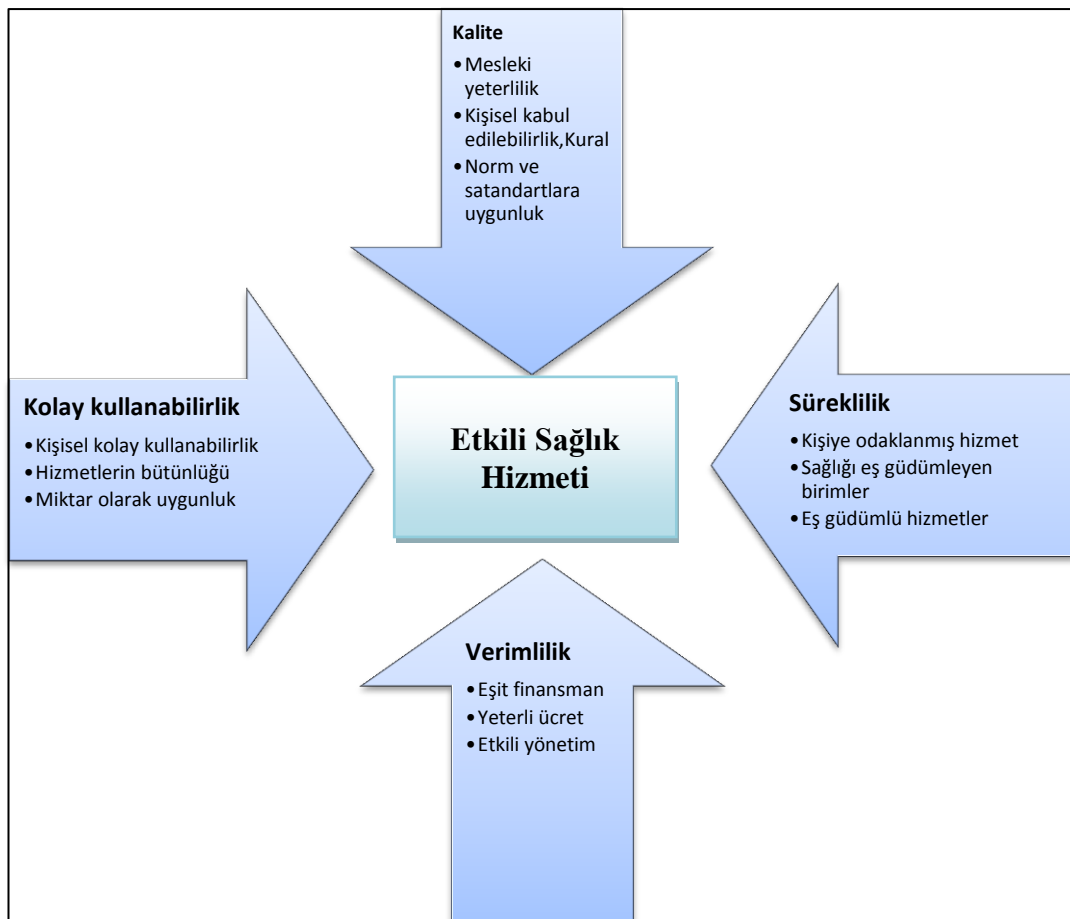 Kalite
•Mesleki
yeterlilik
•Kişisel kabul
edilebilirlik,Kural
•Norm ve
satandartlara
uygunluk
Kolay kullanabilirlik
•Kişisel kolay kullanabilirlik
•Hizmetlerin bütünlüğü
•Miktar olarak uygunluk
Etkili Sağlık
Hizmeti
Süreklilik
•Kişiye odaklanmış hizmet
•Sağlığı eş güdümleyen
birimler
•Eş güdümlü hizmetler
Verimlilik
•Eşit finansman
•Yeterli ücret
•Etkili yönetim